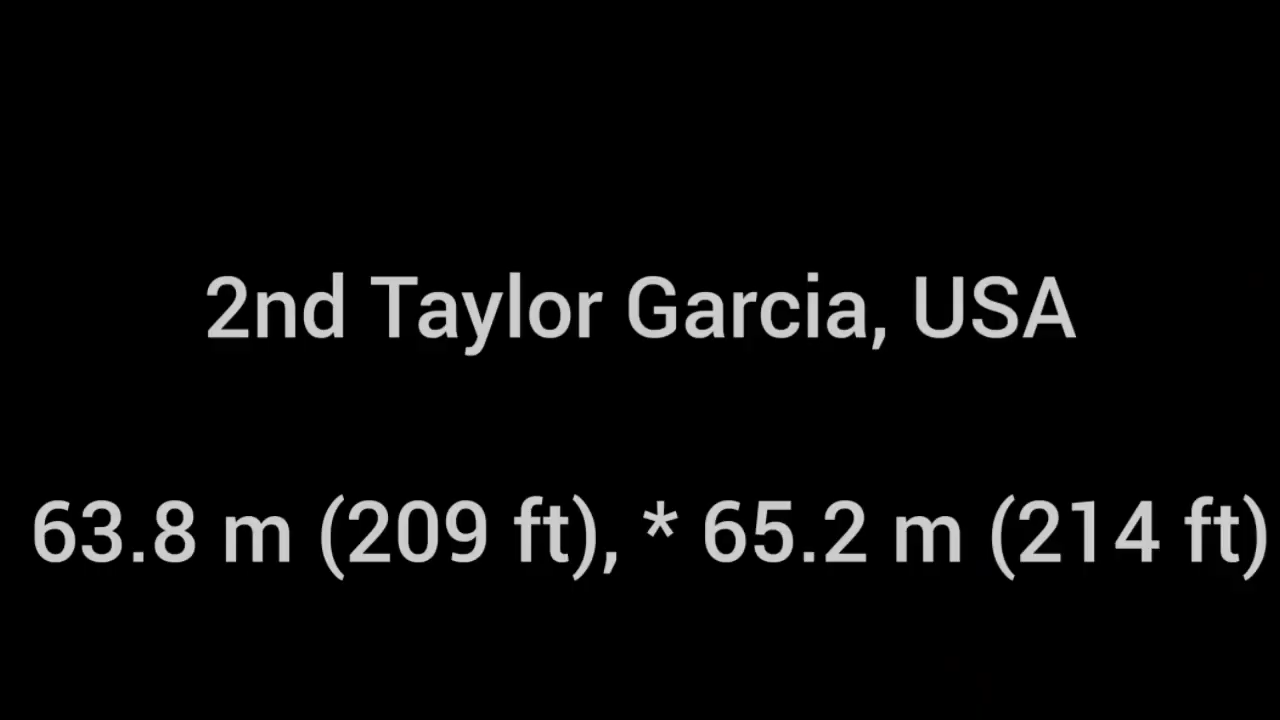 2nd Taylor Garcia, USA
63.8 m (209 ft), * 65.2 m (214 ft)